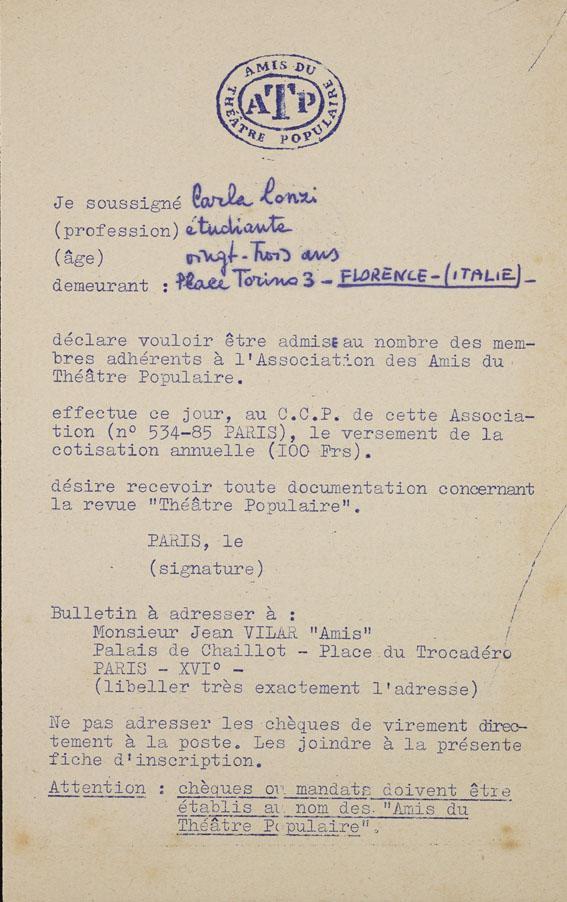 AMIS DU
ATP
THÉÂTRE POPULAIRE
Je soussigné Carla Lonzi
(profession) étudiante
(âge) vingt-trois ans
demeurant : Place Torino 3 - FLORENCE-(ITALIE)-
déclare vouloir être admise au nombre des mem-
bres adhérents à l'Association des Amis du
Théâtre Populaire.
effectue ce jour, au C.C.P. de cette Associa-
tion (n° 534-85 PARIS), le versement de la
cotisation annuelle (I00 Frs).
désire recevoir toute documentation concernant
la revue "Théâtre Populaire".
PARIS, le
(signature)
Bulletin à adresser à :
Monsieur Jean VILAR "Amis"
Palais de Chaillot - Place du Trocadéro
PARIS - XVI° -
(libeller très exactement l'adresse)
Ne pas adresser les chèques de virement direc-
tement à la poste. Les joindre à la présente
fiche d'inscription.
Attention : chèques ou mandats doivent être
établis au nom des "Amis du
Théâtre Populaire".